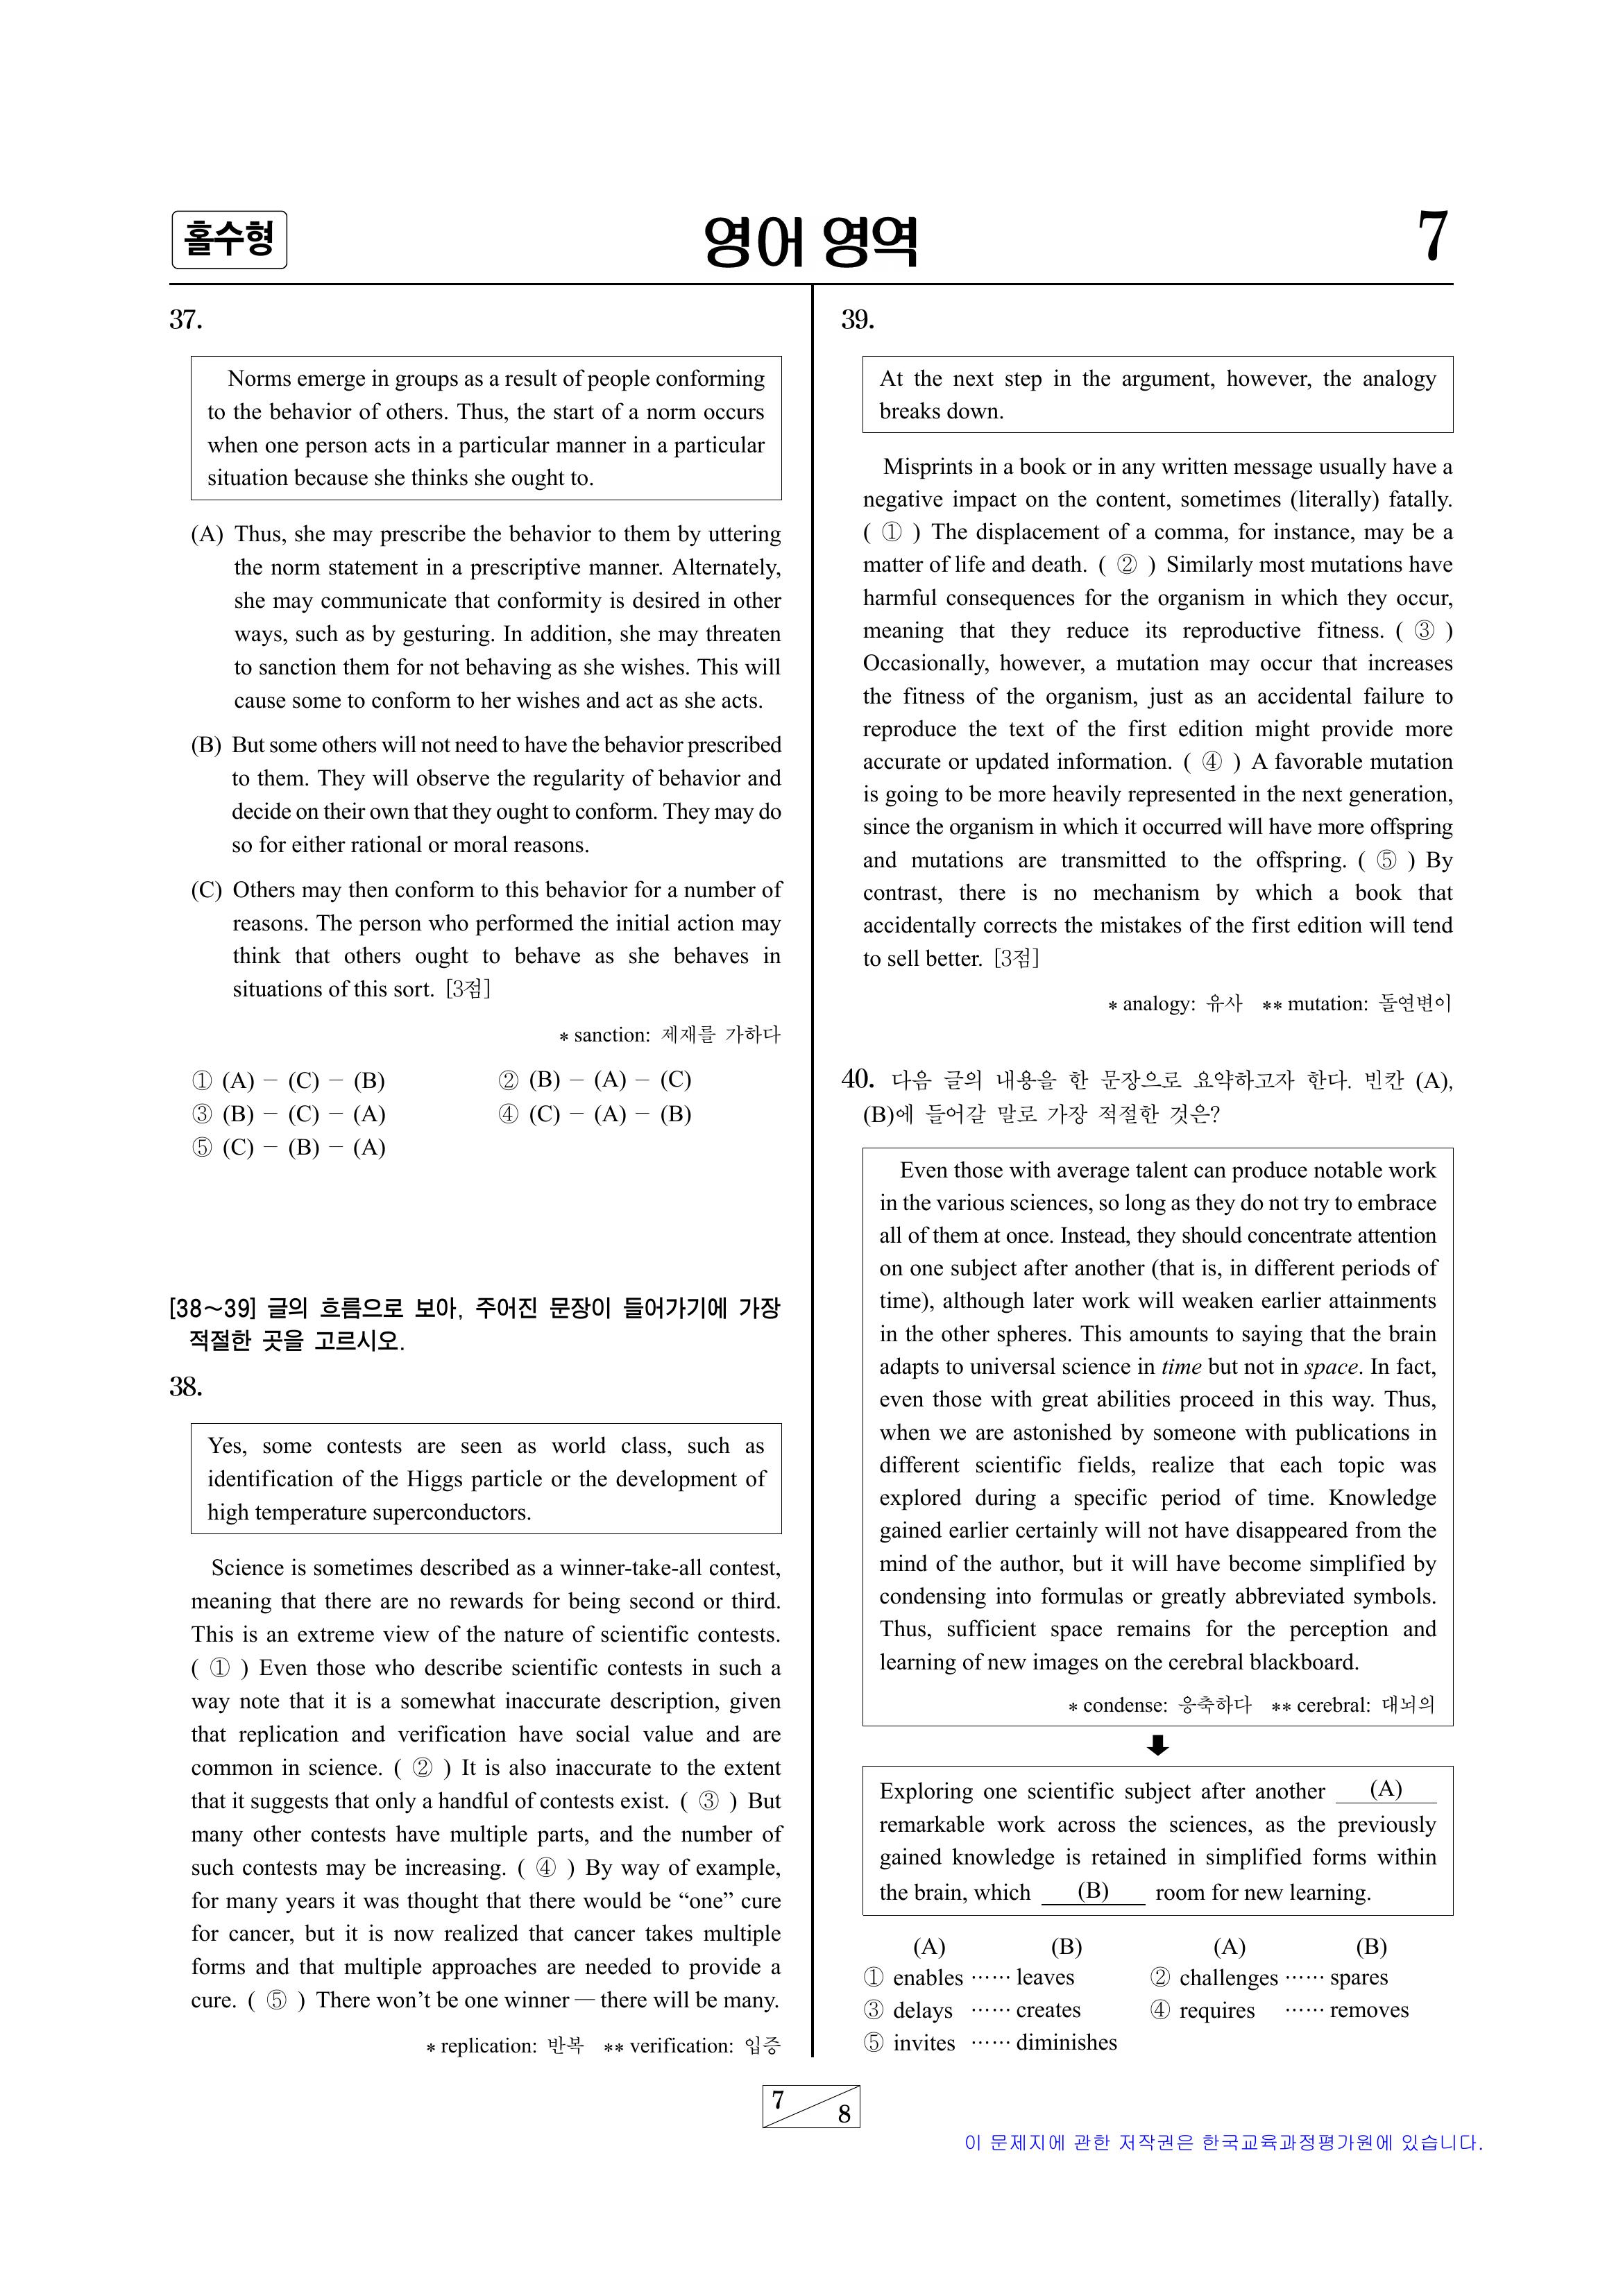 홀수형
영어 영역
7
37.
Norms emerge in groups as a result of people conforming
to the behavior of others. Thus, the start of a norm occurs
when one person acts in a particular manner in a particular
situation because she thinks she ought to.
(A) Thus, she may prescribe the behavior to them by uttering
the norm statement in a prescriptive manner. Alternately,
she may communicate that conformity is desired in other
ways, such as by gesturing. In addition, she may threaten
to sanction them for not behaving as she wishes. This will
cause some to conform to her wishes and act as she acts.
(B) But some others will not need to have the behavior prescribed
to them. They will observe the regularity of behavior and
decide on their own that they ought to conform. They may do
so for either rational or moral reasons.
(C) Others may then conform to this behavior for a number of
reasons. The person who performed the initial action may
think that others ought to behave as she behaves in
situations of this sort. [3점]
* sanction: 제재를 가하다
① (A) － (C) － (B) ② (B) － (A) － (C)
③ (B) － (C) － (A) ④ (C) － (A) － (B)
⑤ (C) － (B) － (A)
[38～39] 글의 흐름으로 보아, 주어진 문장이 들어가기에 가장
적절한 곳을 고르시오.
38.
Yes, some contests are seen as world class, such as
identification of the Higgs particle or the development of
high temperature superconductors.
Science is sometimes described as a winner-take-all contest,
meaning that there are no rewards for being second or third.
This is an extreme view of the nature of scientific contests.
( ① ) Even those who describe scientific contests in such a
way note that it is a somewhat inaccurate description, given
that replication and verification have social value and are
common in science. ( ② ) It is also inaccurate to the extent
that it suggests that only a handful of contests exist. ( ③ ) But
many other contests have multiple parts, and the number of
such contests may be increasing. ( ④ ) By way of example,
for many years it was thought that there would be “one” cure
for cancer, but it is now realized that cancer takes multiple
forms and that multiple approaches are needed to provide a
cure. ( ⑤ ) There won’t be one winner — there will be many.
* replication: 반복 ** verification: 입증
39.
At the next step in the argument, however, the analogy
breaks down.
Misprints in a book or in any written message usually have a
negative impact on the content, sometimes (literally) fatally.
( ① ) The displacement of a comma, for instance, may be a
matter of life and death. ( ② ) Similarly most mutations have
harmful consequences for the organism in which they occur,
meaning that they reduce its reproductive fitness. ( ③ )
Occasionally, however, a mutation may occur that increases
the fitness of the organism, just as an accidental failure to
reproduce the text of the first edition might provide more
accurate or updated information. ( ④ ) A favorable mutation
is going to be more heavily represented in the next generation,
since the organism in which it occurred will have more offspring
and mutations are transmitted to the offspring. ( ⑤ ) By
contrast, there is no mechanism by which a book that
accidentally corrects the mistakes of the first edition will tend
to sell better. [3점]
* analogy: 유사 ** mutation: 돌연변이
40. 다음 글의 내용을 한 문장으로 요약하고자 한다. 빈칸 (A),
(B)에 들어갈 말로 가장 적절한 것은?
Even those with average talent can produce notable work
in the various sciences, so long as they do not try to embrace
all of them at once. Instead, they should concentrate attention
on one subject after another (that is, in different periods of
time), although later work will weaken earlier attainments
in the other spheres. This amounts to saying that the brain
adapts to universal science in time but not in space. In fact,
even those with great abilities proceed in this way. Thus,
when we are astonished by someone with publications in
different scientific fields, realize that each topic was
explored during a specific period of time. Knowledge
gained earlier certainly will not have disappeared from the
mind of the author, but it will have become simplified by
condensing into formulas or greatly abbreviated symbols.
Thus, sufficient space remains for the perception and
learning of new images on the cerebral blackboard.
* condense: 응축하다 ** cerebral: 대뇌의
Exploring one scientific subject after another (A)
remarkable work across the sciences, as the previously
gained knowledge is retained in simplified forms within
the brain, which (B) room for new learning.
(A) (B) (A) (B)
① enables …… leaves ② challenges …… spares
③ delays …… creates ④ requires …… removes
⑤ invites …… diminishes
7
8
이 문제지에 관한 저작권은 한국교육과정평가원에 있습니다.